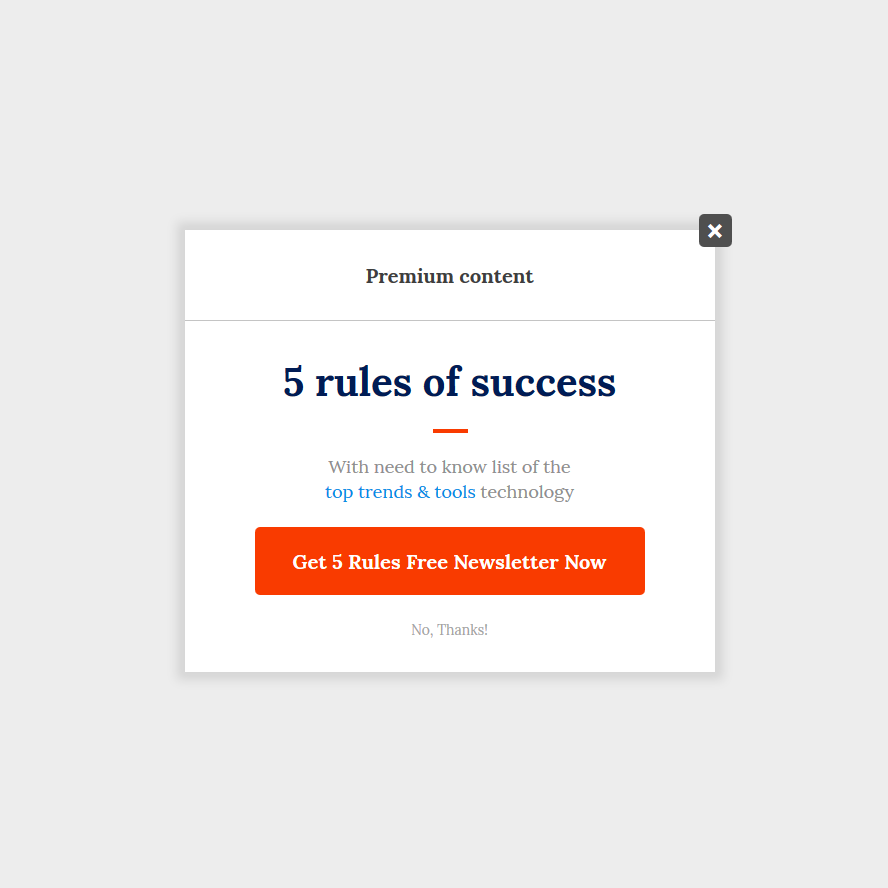 Premium content
5 rules of success
With need to know list of the
top trends & tools technology
Get 5 Rules Free Newsletter Now
No, Thanks!